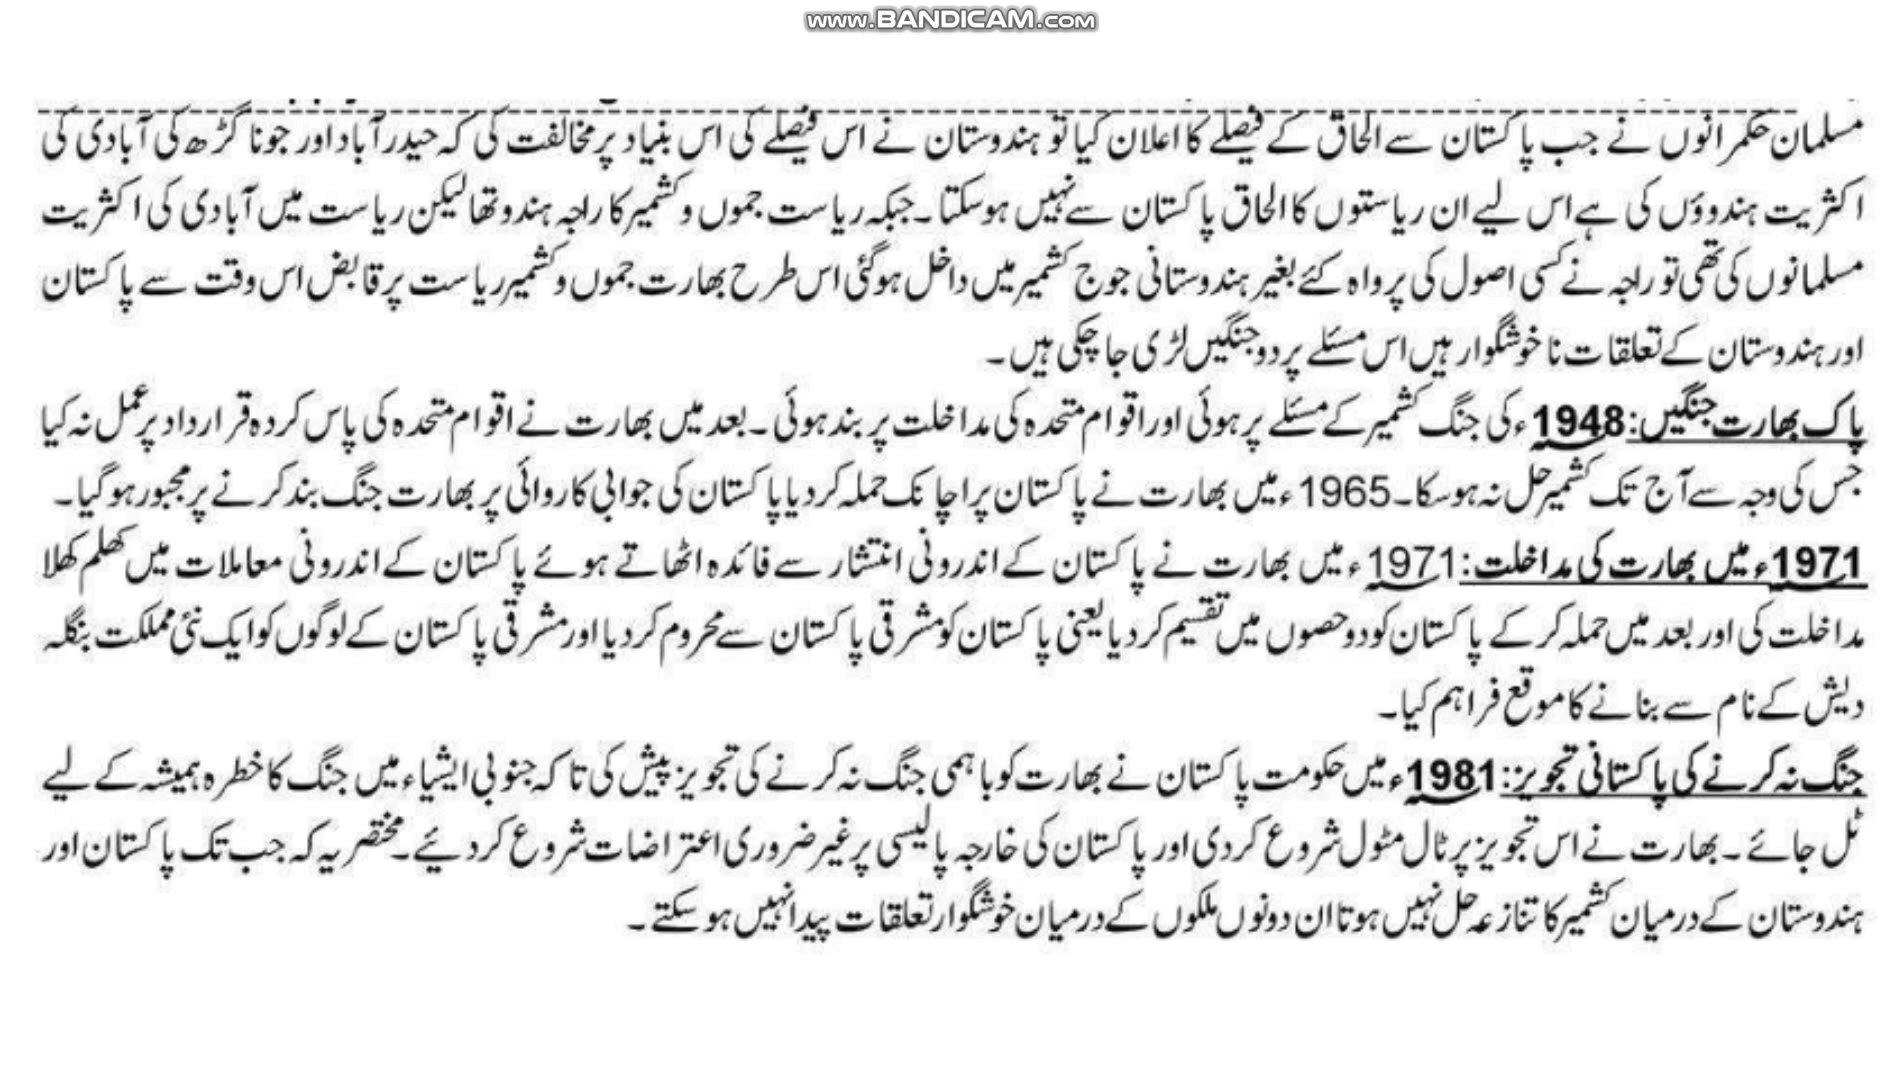 www.BANDICAM.com
مسلمان حکمرانوں نے جب پاکستان سے الحاق کے فیصلے کا اعلان کیا تو ہندوستان نے اس فیصلے کی اس بنیاد پر مخالفت کی کہ حیدر آباد اور جونا گڑھ کی آبادی کی
اکثریت ہندوؤں کی ہے اس لیے ان ریاستوں کا الحاق پاکستان سے نہیں ہوسکتا۔ جبکہ ریاست جموں و کشمیر کا راجہ ہندو تھا لیکن ریاست میں آبادی کی اکثریت
مسلمانوں کی تھی تو راجہ نے کسی اصول کی پرواہ کئے بغیر ہندوستانی جوج کشمیر میں داخل ہوگئی اس طرح بھارت جموں و کشمیر ریاست پر قابض اس وقت سے پاکستان
اور ہندوستان کے تعلقات نا خوشگوار ہیں اس مسئلے پر دو جنگیں لڑی جا چکی ہیں۔
پاک بھارت جنگیں: 1948ء کی جنگ کشمیر کے مسئلے پر ہوئی اور اقوام متحدہ کی مداخلت پر بند ہوئی۔ بعد میں بھارت نے اقوام متحدہ کی پاس کردہ قرارداد پر عمل نہ کیا
جس کی وجہ سے آج تک کشمیر حل نہ ہوسکا۔ 1965ء میں بھارت نے پاکستان پر اچانک حملہ کردیا پاکستان کی جوابی کاروائی پر بھارت جنگ بند کرنے پر مجبور ہوگیا۔
1971ء میں بھارت کی مداخلت: 1971ء میں بھارت نے پاکستان کے اندرونی انتشار سے فائدہ اٹھاتے ہوئے پاکستان کے اندرونی معاملات میں کھلم کھلا
مداخلت کی اور بعد میں حملہ کر کے پاکستان کو دو حصوں میں تقسیم کردیا یعنی پاکستان کو مشرقی پاکستان سے محروم کردیا اور مشرقی پاکستان کے لوگوں کو ایک نئی مملکت بنگلہ
دیش کے نام سے بنانے کا موقع فراہم کیا۔
جنگ نہ کرنے کی پاکستانی تجویز: 1981ء میں حکومت پاکستان نے بھارت کو باہمی جنگ نہ کرنے کی تجویز پیش کی تا کہ جنوبی ایشیاء میں جنگ کا خطرہ ہمیشہ کے لیے
ٹل جائے۔ بھارت نے اس تجویز پر ٹال مٹول شروع کردی اور پاکستان کی خارجہ پالیسی پر غیر ضروری اعتراضات شروع کردئیے۔ مختصر یہ کہ جب تک پاکستان اور
ہندوستان کے درمیان کشمیر کا تنازعہ حل نہیں ہوتا ان دونوں ملکوں کے درمیان خوشگوار تعلقات پیدا نہیں ہوسکتے۔